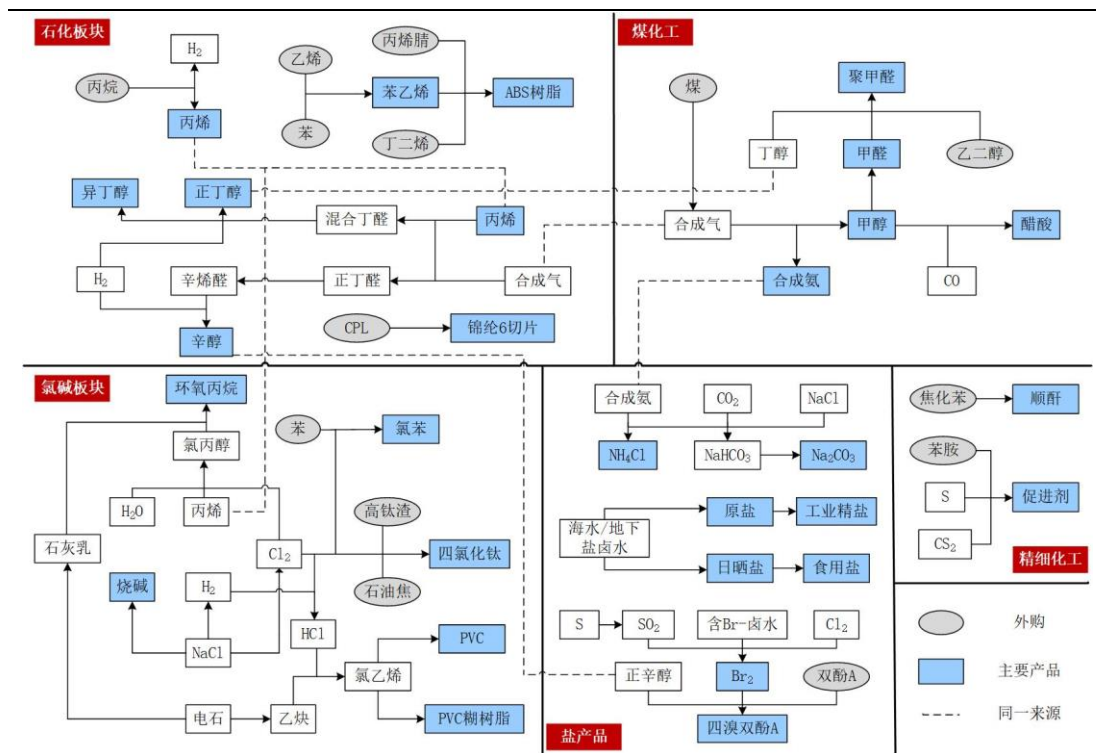 石化板块
H₂
丙烷
丙烯
乙烯
苯
苯乙烯
丙烯腈
丁二烯
ABS树脂
异丁醇
正丁醇
混合丁醛
丙烯
H₂
辛烯醛
正丁醛
合成气
辛醇
CPL
锦纶6切片
煤化工
煤
聚甲醛
丁醇
甲醛
乙二醇
合成气
甲醇
醋酸
合成氨
CO
氯碱板块
环氧丙烷
氯丙醇
H₂O
丙烯
苯
氯苯
石灰乳
Cl₂
高钛渣
四氯化钛
石油焦
烧碱
H₂
HCl
NaCl
氯乙烯
PVC
电石
乙炔
PVC糊树脂
合成氨
CO₂
NaCl
NH₄Cl
NaHCO₃
Na₂CO₃
海水/地下
盐卤水
原盐
工业精盐
日晒盐
食用盐
S
SO₂
含Br-卤水
Cl₂
正辛醇
Br₂
双酚A
四溴双酚A
盐产品
焦化苯
顺酐
苯胺
S
促进剂
CS₂
精细化工
外购
主要产品
同一来源